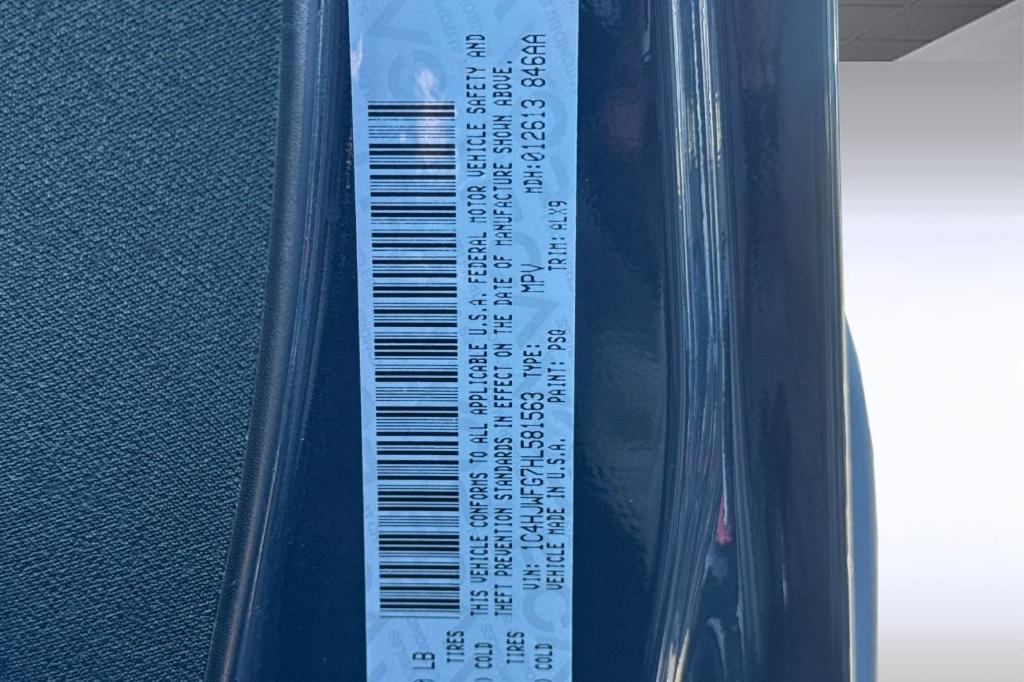 LB
TIRES
COLD
TIRES
COLD
THIS VEHICLE CONFORMS TO ALL APPLICABLE U.S.A. FEDERAL MOTOR VEHICLE SAFETY AND
THEFT PREVENTION STANDARDS IN EFFECT ON THE DATE OF MANUFACTURE SHOWN ABOVE.
VIN: 1C4HJWFG7HL581563 TYPE: MPV MDH:012613 846AA
VEHICLE MADE IN U.S.A. PAINT: PSQ TRIM: ALX9